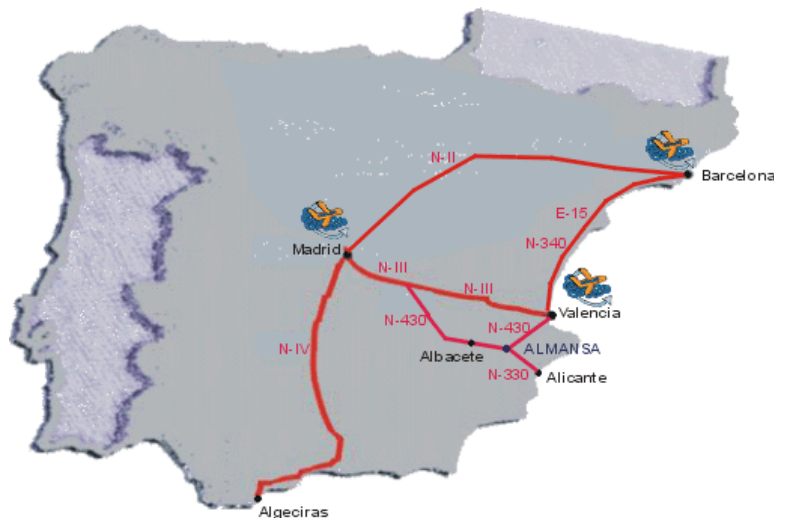 N-II
Barcelona
E-15
Madrid
N-340
N-III
N-III
Valencia
N-430
N-430
N-IV
Albacete
ALMANSA
N-330
Alicante
Algeciras